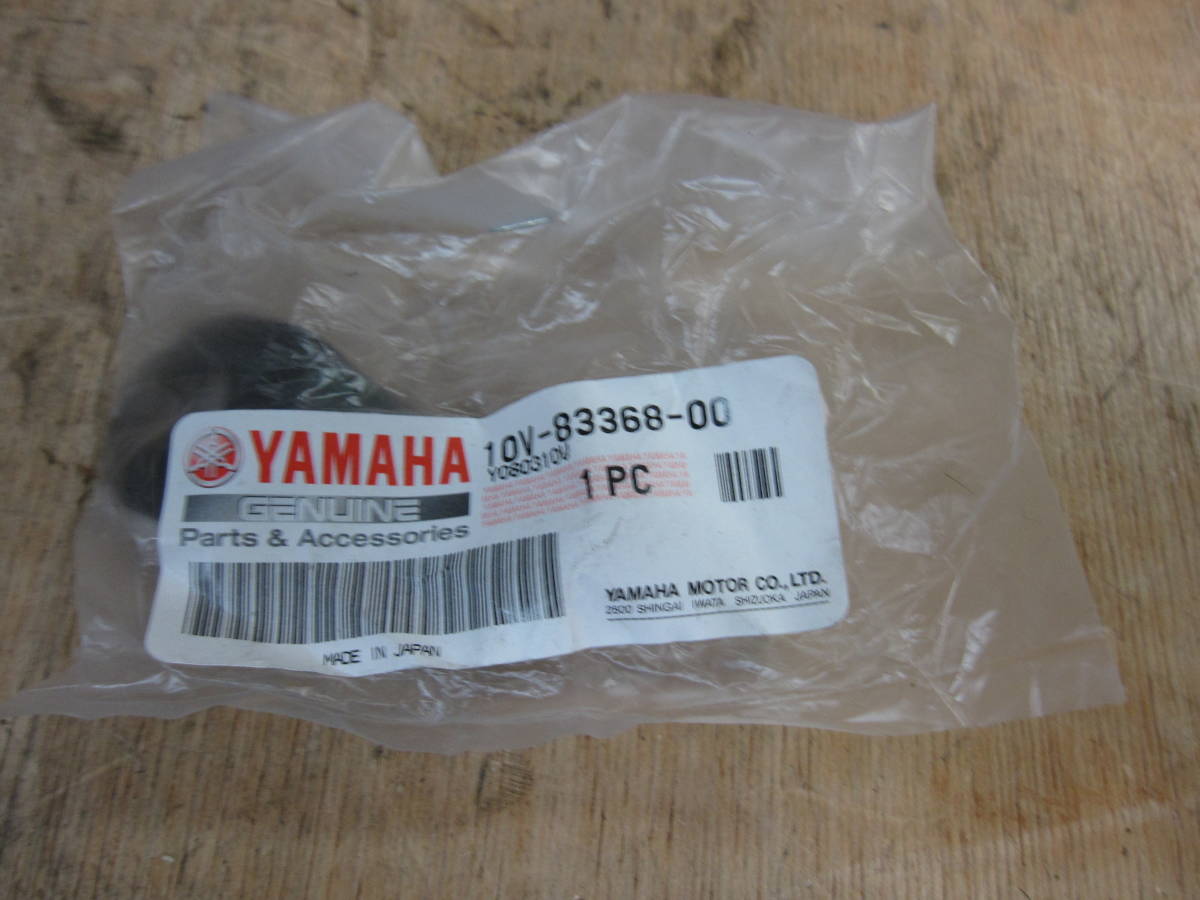 YAMAHA
GENUINE
Parts & Accessories
10V-83368-00
Y080310V
1 PC
YAMAHA MOTOR CO.,LTD.
2500 SHINGAI IWATA SHIZUOKA JAPAN
MADE IN JAPAN